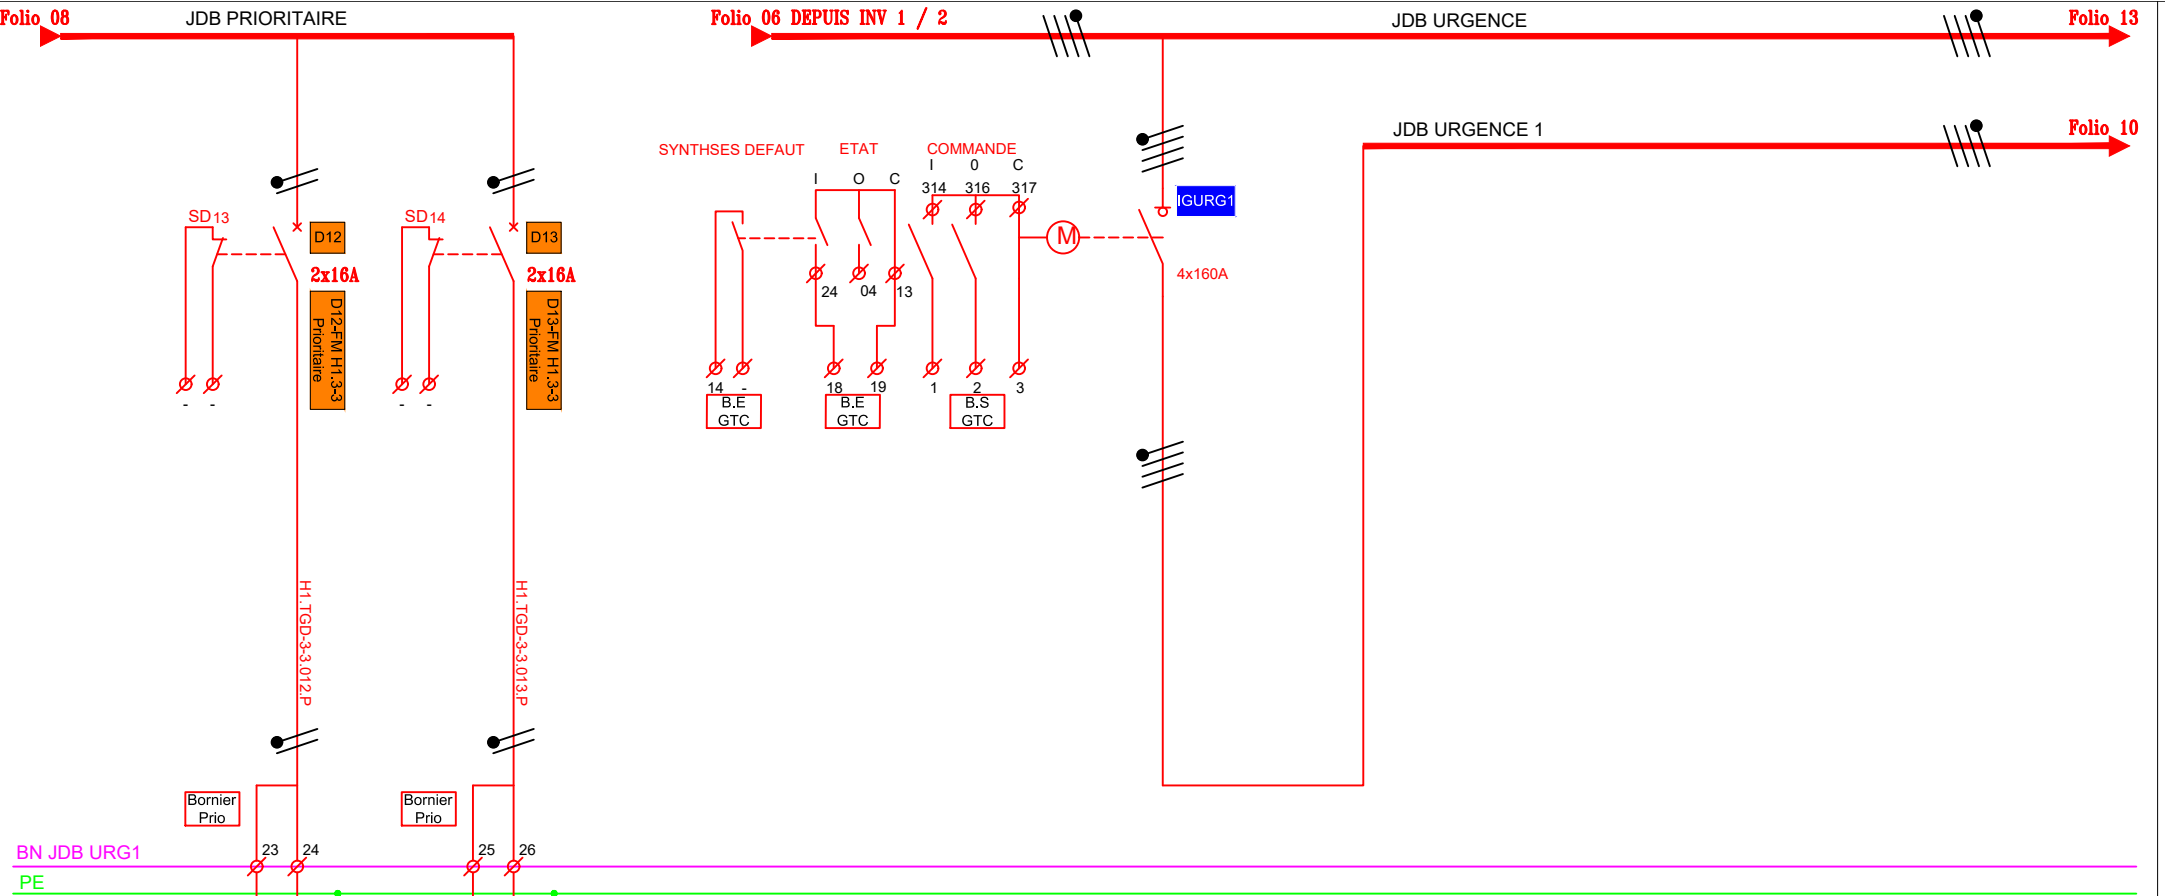 Folio 08
JDB PRIORITAIRE
Folio 06 DEPUIS INV 1 / 2
JDB URGENCE
Folio 13
JDB URGENCE 1
Folio 10
SYNTHSES DEFAUT
ETAT
COMMANDE
I 0 C
I O C
314 316 317
IGURG1
SD13
D12
SD14
D13
M
2x16A
2x16A
4x160A
24 04 13
D12-FM H1.3-3
Prioritaire
D13-FM H1.3-3
Prioritaire
- -
- -
14 -
18 19
1 2 3
B.E
GTC
B.E
GTC
B.S
GTC
H1.TGD-3-3.012.P
H1.TGD-3-3.013.P
Bornier
Prio
Bornier
Prio
23 24
25 26
BN JDB URG1
PE